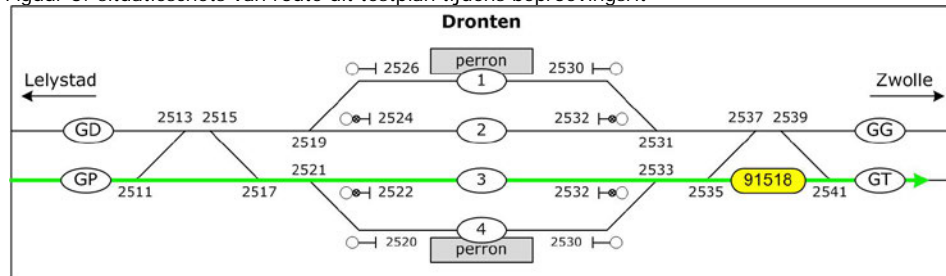 Figuur situatieschets van route uit testplan tijdens beproevingsrit
Dronten
perron
2526 2530
1
Lelystad
Zwolle
2513 2515
2524
2532
2537 2539
GD
2
GG
2519
2531
2521
2533
GP
3
91518
GT
2511
2517
2522
2532
2535
2541
4
2520
2530
perron